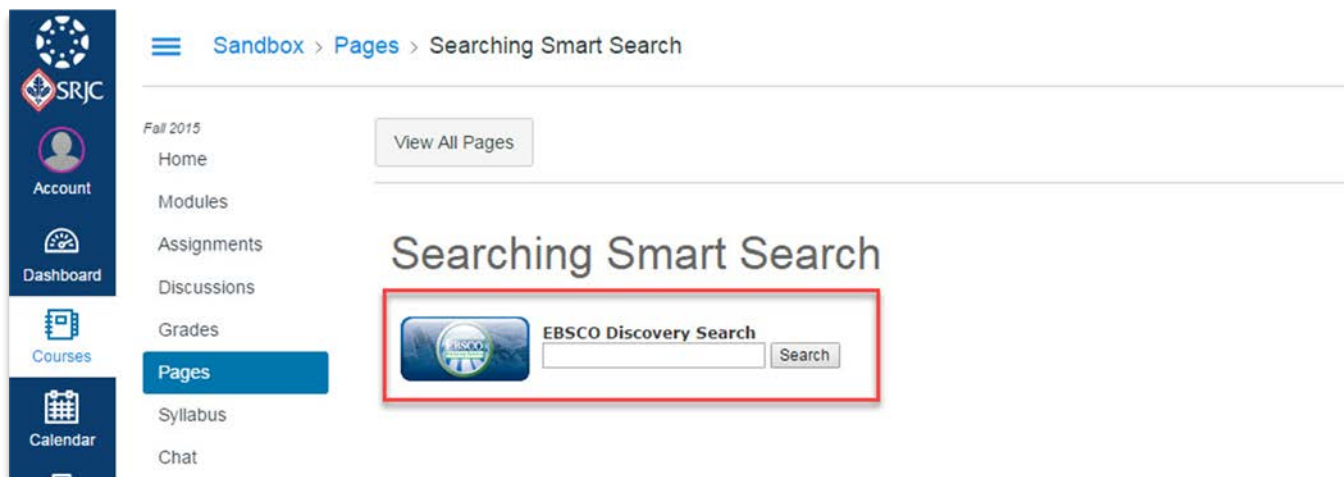 Sandbox > Pages > Searching Smart Search
SRJC
Account
Dashboard
Courses
Calendar
Fall 2015
Home
Modules
Assignments
Discussions
Grades
Pages
Syllabus
Chat
View All Pages
Searching Smart Search
EBSCO
EBSCO Discovery Search
Search